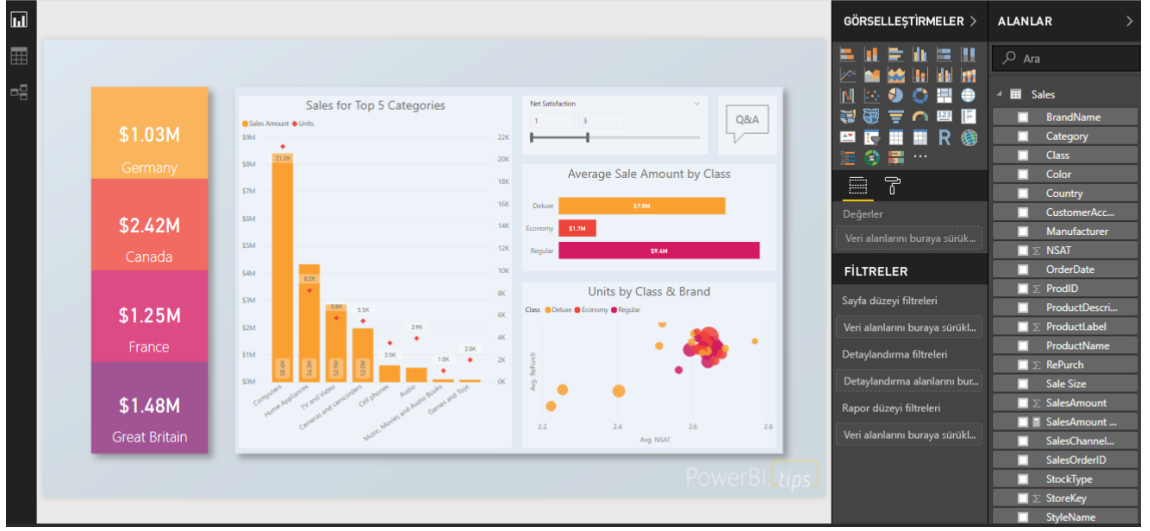 GÖRSELLEŞTİRMELER >
ALANLAR >
Ara
Sales
BrandName
Category
Class
Color
Country
CustomerAcc...
Manufacturer
Σ NSAT
OrderDate
Σ ProdID
ProductDescri...
Σ ProductLabel
ProductName
Σ RePurch
Sale Size
Σ SalesAmount
SalesAmount ...
SalesChannel...
SalesOrderID
StockType
Σ StoreKey
StyleName
R
123
Değerler
Veri alanlarını buraya sürük...
FİLTRELER
Sayfa düzeyi filtreleri
Veri alanlarını buraya sürükl...
Detaylandırma filtreleri
Detaylandırma alanlarını bur...
Rapor düzeyi filtreleri
Veri alanlarını buraya sürükl...
$1.03M
Germany
$2.42M
Canada
$1.25M
France
$1.48M
Great Britain
Sales for Top 5 Categories
Sales Amount Units
$9M
$8M
$7M
$6M
$5M
$4M
$3M
$2M
$1M
$0M
22K
20K
18K
16K
14K
12K
10K
8K
6K
4K
2K
0K
21.2K
8.2K
5.5K
3.5K
3.9K
1.0K
2.0K
Computers
Home Appliances
TV and Video
Cameras and camcorders
Cell phones
Audio
Music, Movies and Audio Books
Games and Toys
Net Satisfaction
1 3
Q&A
Average Sale Amount by Class
Deluxe $7.8M
Economy $1.7M
Regular $9.4M
Units by Class & Brand
Class Deluxe Economy Regular
Avg. RePurch
2.2 2.4 2.6 2.8
Avg. NSAT
PowerBI.tips